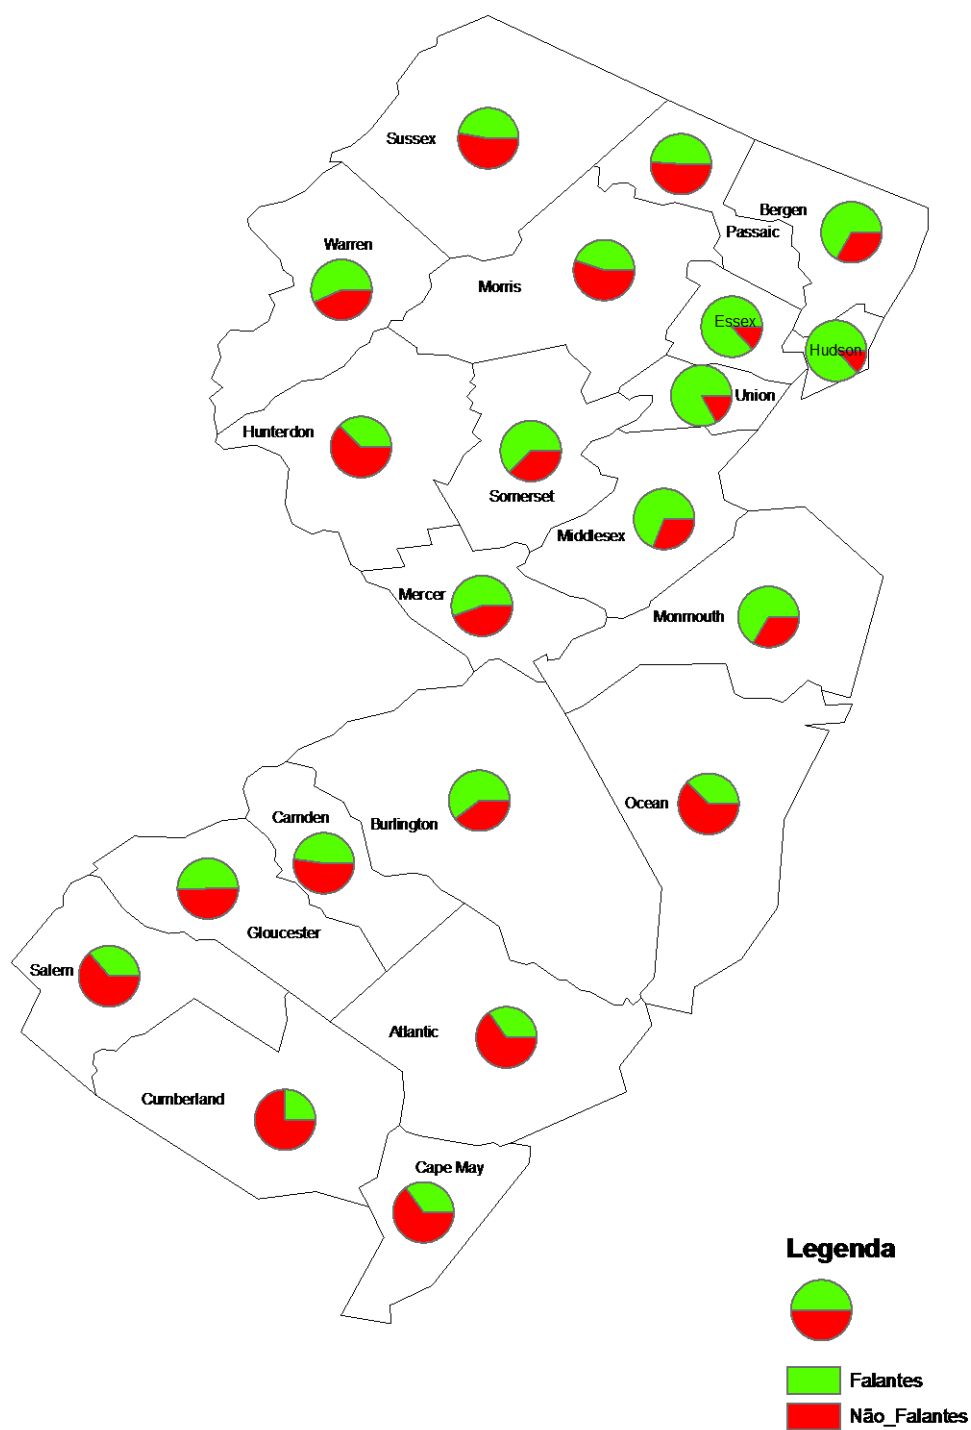 Sussex
Bergen
Passaic
Warren
Morris
Essex
Hudson
Union
Hunterdon
Somerset
Middlesex
Mercer
Monmouth
Ocean
Camden
Burlington
Gloucester
Salem
Atlantic
Cumberland
Cape May
Legenda
Falantes
Não_Falantes